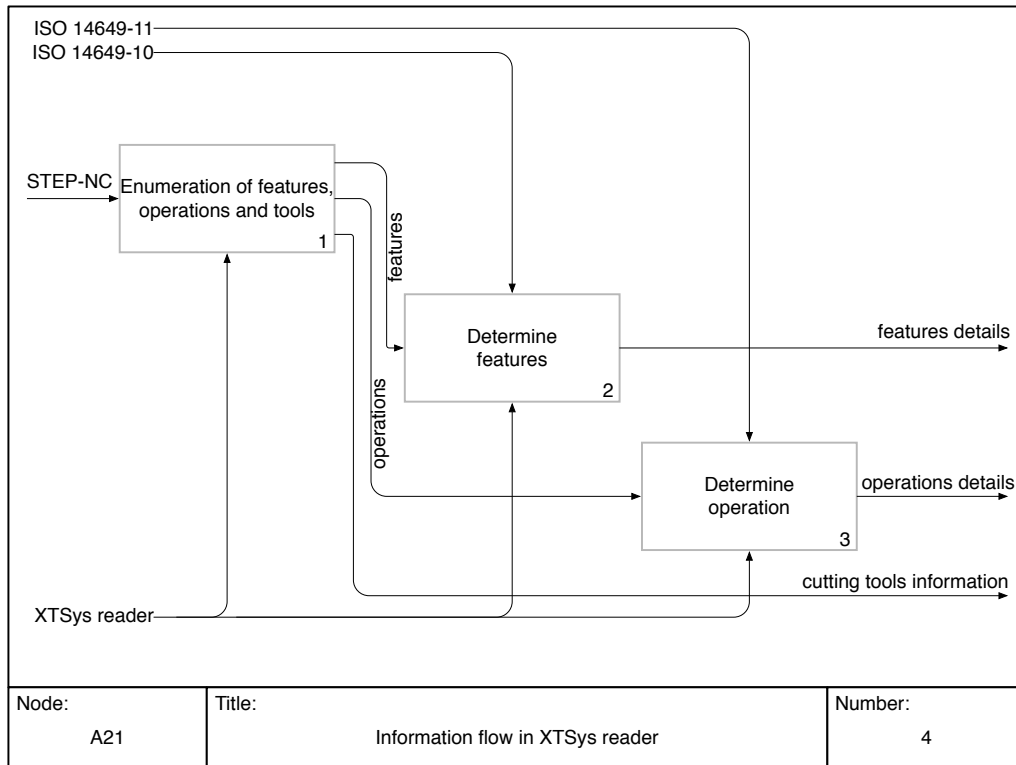 ISO 14649-11
ISO 14649-10
STEP-NC
Enumeration of features,
operations and tools
1
features
Determine
features
2
features details
operations
Determine
operation
3
operations details
cutting tools information
XTSys reader
Node:
A21
Title:
Information flow in XTSys reader
Number:
4